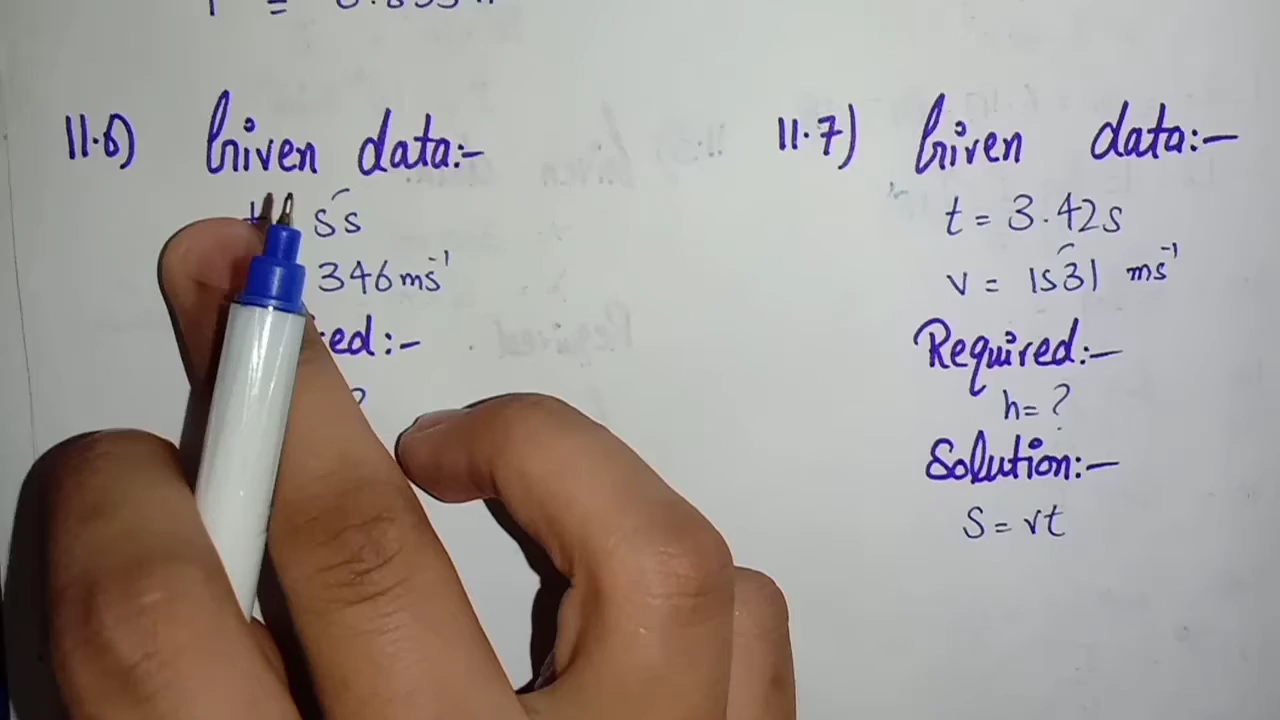 11.6) Given data:-
t 5s
346 ms⁻¹
ed:-
?
11.7) Given data:-
t = 3.42s
v = 1531 ms⁻¹
Required:-
h = ?
Solution:-
S = vt